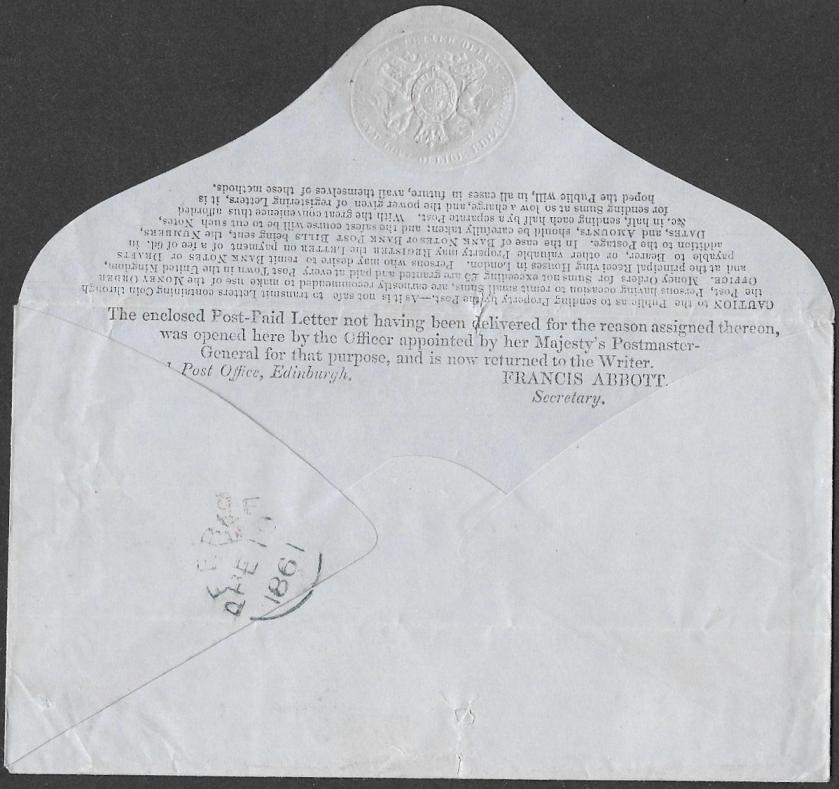 CAUTION to the Public as to sending Property by the Post.—As it is not safe to transmit Letters containing Coin through
the Post, Persons having occasion to remit small Sums, are earnestly recommended to make use of the MONEY ORDER
OFFICE. Money Orders for Sums not exceeding £5 are granted and paid at every Post Town in the United Kingdom,
and at the principal Receiving Houses in London. Persons who may desire to remit BANK NOTES OR DRAFTS
payable to Bearer, or other valuable Property may REGISTER the LETTER on payment of a fee of 6d. in
addition to the Postage. In the case of BANK NOTES or BANK POST BILLS being sent, the NUMBERS,
DATES, and AMOUNTS, should be carefully taken; and the safest course will be to cut such Notes,
&c. in half, sending each half by a separate Post. With the great convenience thus afforded
for sending Sums at so low a charge, and the power given of registering Letters, it is
hoped the Public will, in all cases in future, avail themselves of these methods.
The enclosed Post-Paid Letter not having been delivered for the reason assigned thereon,
was opened here by the Officer appointed by her Majesty's Postmaster-
General for that purpose, and is now returned to the Writer.
Post Office, Edinburgh.
FRANCIS ABBOTT.
Secretary.
1861